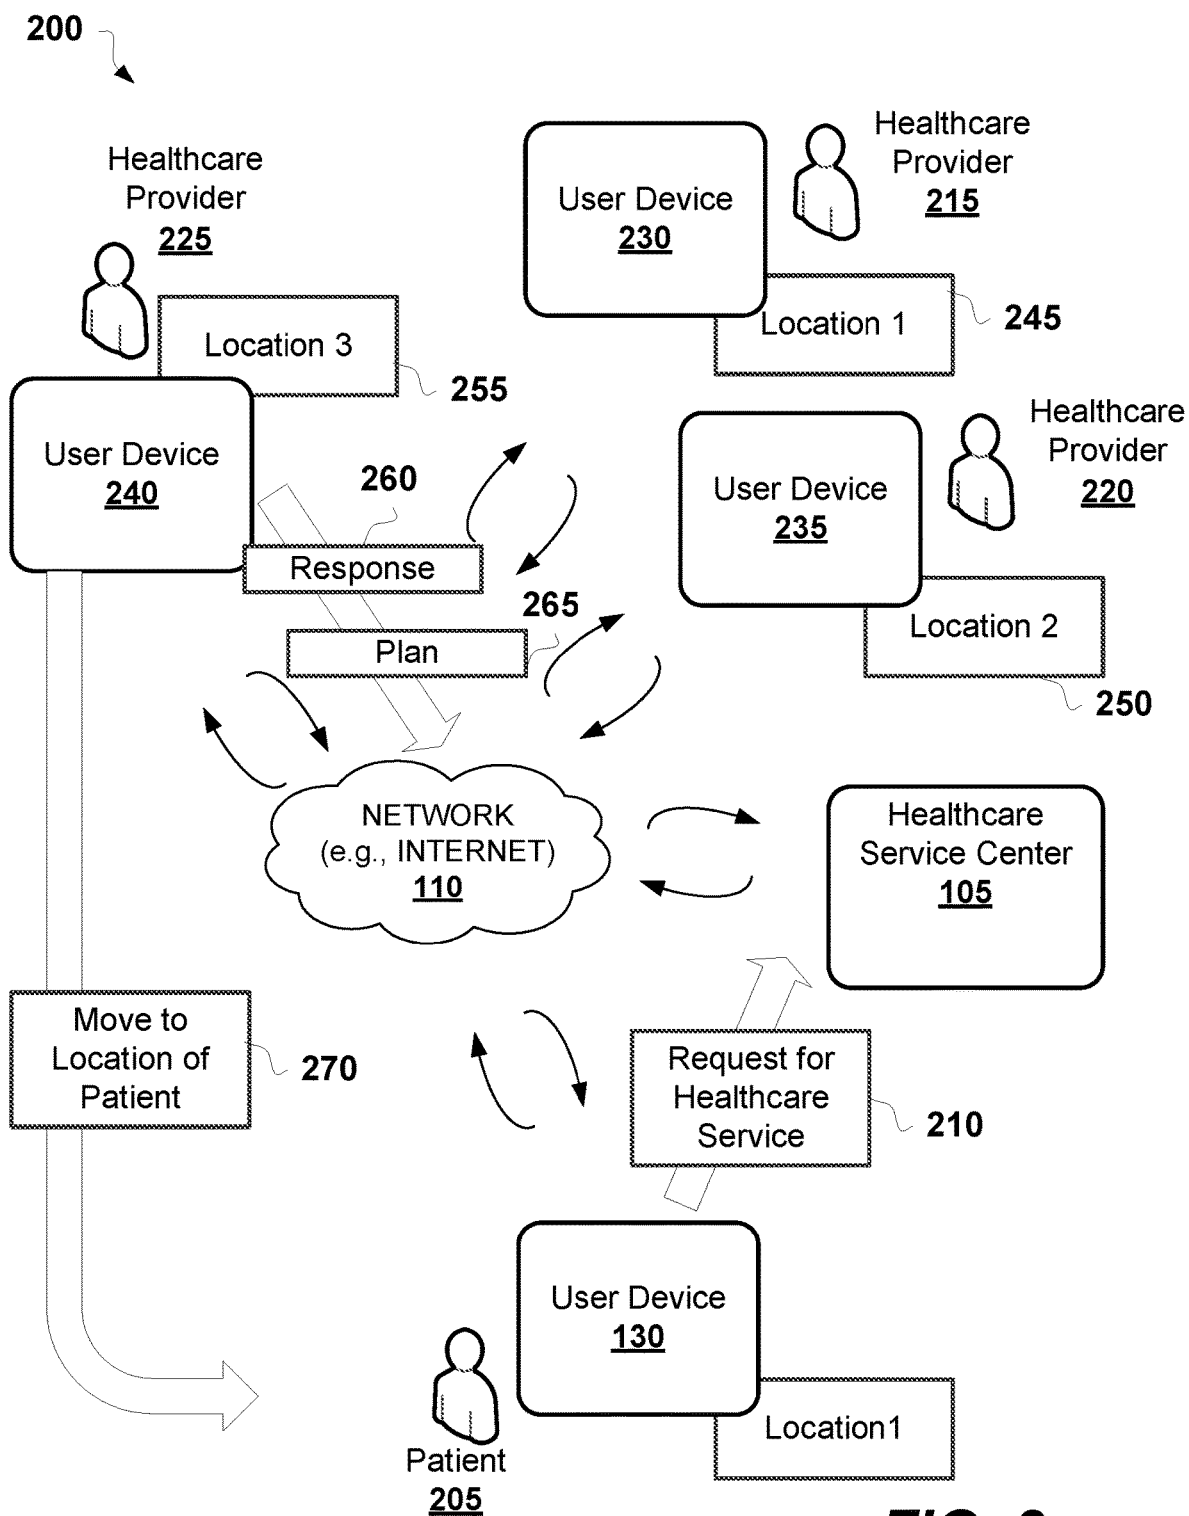 200
Healthcare
Provider
225
Location 3
255
User Device
240
User Device
230
Healthcare
Provider
215
Location 1
245
Healthcare
Provider
220
User Device
235
Location 2
250
260
Response
265
Plan
NETWORK
(e.g., INTERNET)
110
Healthcare
Service Center
105
Move to
Location of
Patient
270
Request for
Healthcare
Service
210
User Device
130
Location1
Patient
205